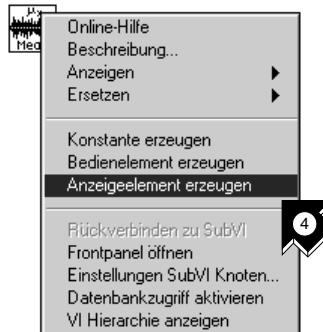 Mea
Online-Hilfe
Beschreibung...
Anzeigen
Ersetzen
Konstante erzeugen
Bedienelement erzeugen
Anzeigeelement erzeugen
4
Rückverbinden zu SubVI
Frontpanel öffnen
Einstellungen SubVI Knoten...
Datenbankzugriff aktivieren
VI Hierarchie anzeigen